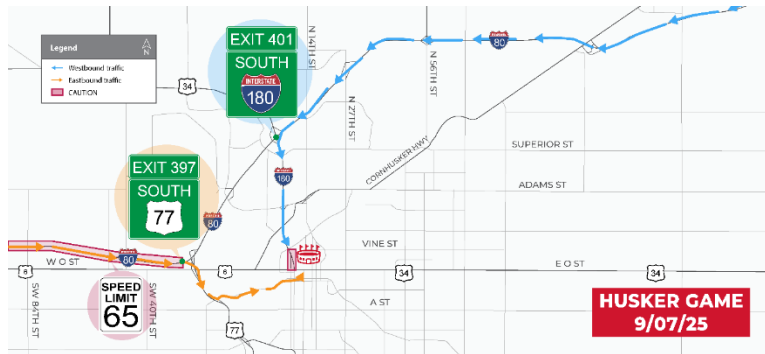 Legend
N
Westbound traffic
Eastbound traffic
CAUTION
34
EXIT 401
SOUTH
INTERSTATE
180
N 14TH ST
N 27TH ST
N 56TH ST
80
CORNHUSKER HWY
SUPERIOR ST
ADAMS ST
180
EXIT 397
SOUTH
77
80
VINE ST
W O ST
80
6
6
34
E O ST
34
SW 84TH ST
SPEED
LIMIT
65
SW 40TH ST
A ST
77
HUSKER GAME
9/07/25